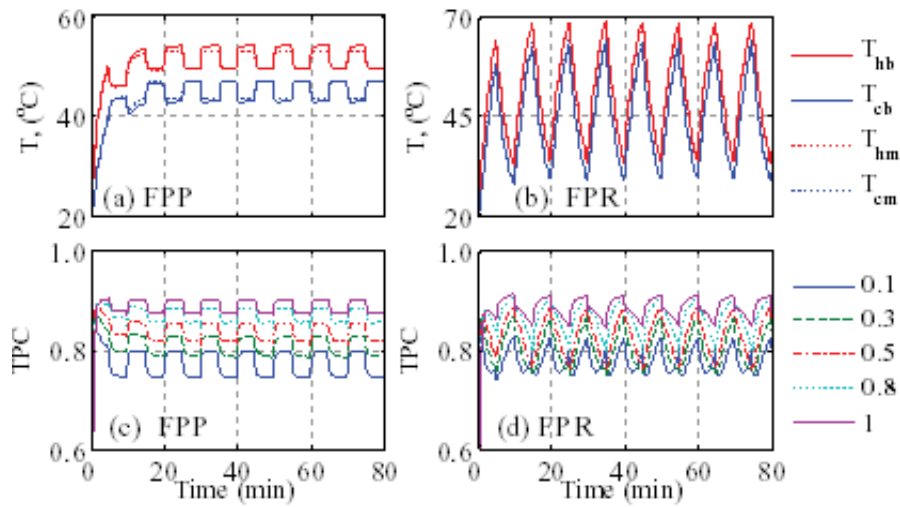 60
40
20
T, (ºC)
(a) FPP
70
45
20
T, (ºC)
(b) FPR
T_hb
T_cb
T_hm
T_cm
1.0
0.8
0.6
TPC
(c) FPP
0 20 40 60 80
Time (min)
1.0
0.8
0.6
TPC
(d) FPR
0 20 40 60 80
Time (min)
0.1
0.3
0.5
0.8
1